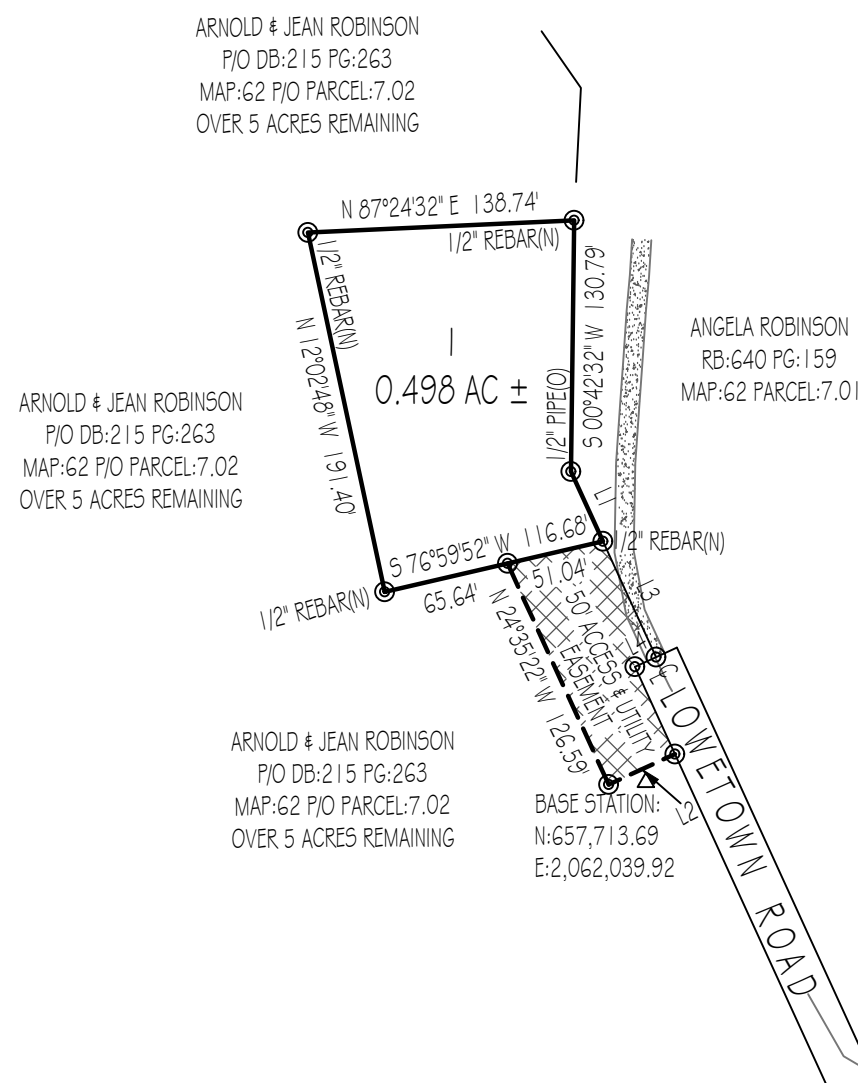 ARNOLD & JEAN ROBINSON
P/O DB:215 PG:263
MAP:62 P/O PARCEL:7.02
OVER 5 ACRES REMAINING
N 87°24'32" E 138.74'
1/2" REBAR(N)
1/2" REBAR(N)
N 12°02'48" W 191.40'
1
0.498 AC ±
1/2" PIPE(O)
S 00°42'32" W 130.79'
ANGELA ROBINSON
RB:640 PG:159
MAP:62 PARCEL:7.01
ARNOLD & JEAN ROBINSON
P/O DB:215 PG:263
MAP:62 P/O PARCEL:7.02
OVER 5 ACRES REMAINING
L1
S 76°59'52" W 116.68'
1/2" REBAR(N)
51.04'
65.64'
1/2" REBAR(N)
L3
L4
N 24°35'22" W 126.59'
50' ACCESS & UTILITY
EASEMENT
℄
LOWETOWN ROAD
ARNOLD & JEAN ROBINSON
P/O DB:215 PG:263
MAP:62 P/O PARCEL:7.02
OVER 5 ACRES REMAINING
BASE STATION:
N:657,713.69
E:2,062,039.92
L2